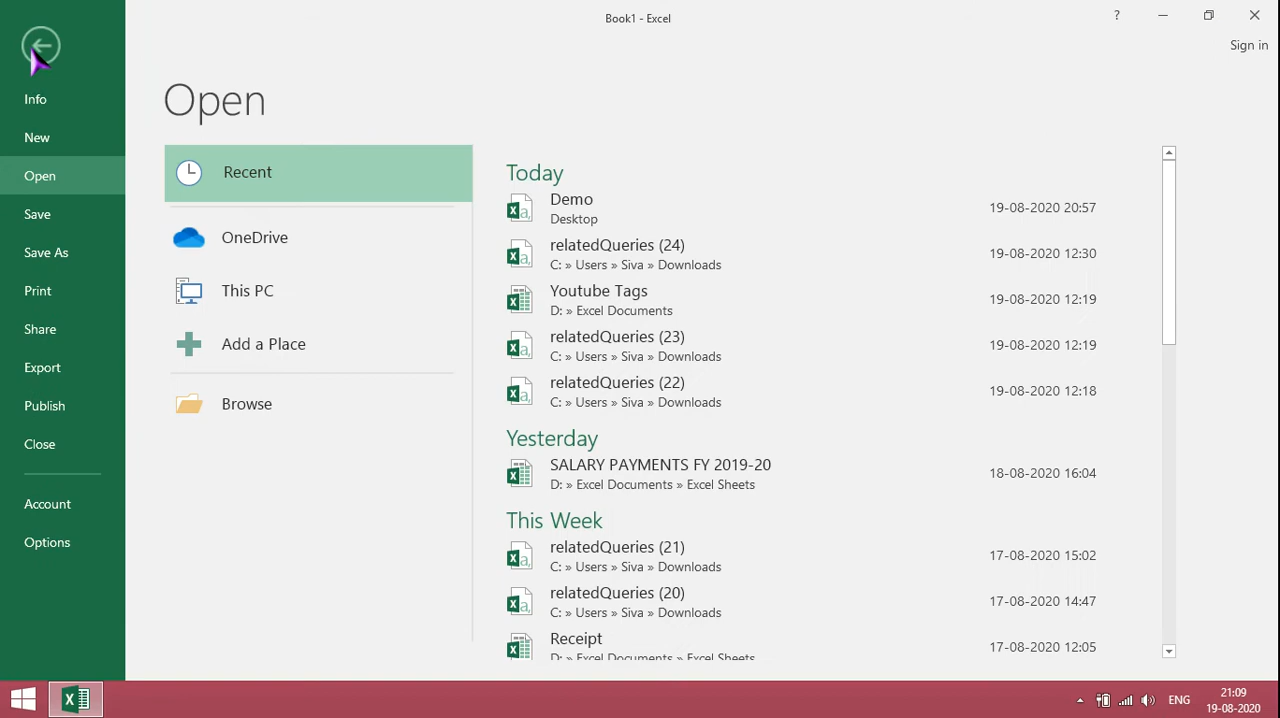 Book1 - Excel
?
Sign in
Info
New
Open
Save
Save As
Print
Share
Export
Publish
Close
Account
Options
Open
Recent
OneDrive
This PC
Add a Place
Browse
Today
Demo
Desktop
19-08-2020 20:57
relatedQueries (24)
C: » Users » Siva » Downloads
19-08-2020 12:30
Youtube Tags
D: » Excel Documents
19-08-2020 12:19
relatedQueries (23)
C: » Users » Siva » Downloads
19-08-2020 12:19
relatedQueries (22)
C: » Users » Siva » Downloads
19-08-2020 12:18
Yesterday
SALARY PAYMENTS FY 2019-20
D: » Excel Documents » Excel Sheets
18-08-2020 16:04
This Week
relatedQueries (21)
C: » Users » Siva » Downloads
17-08-2020 15:02
relatedQueries (20)
C: » Users » Siva » Downloads
17-08-2020 14:47
Receipt
D: » Excel Documents » Excel Sheets
17-08-2020 12:05
ENG
21:09
19-08-2020